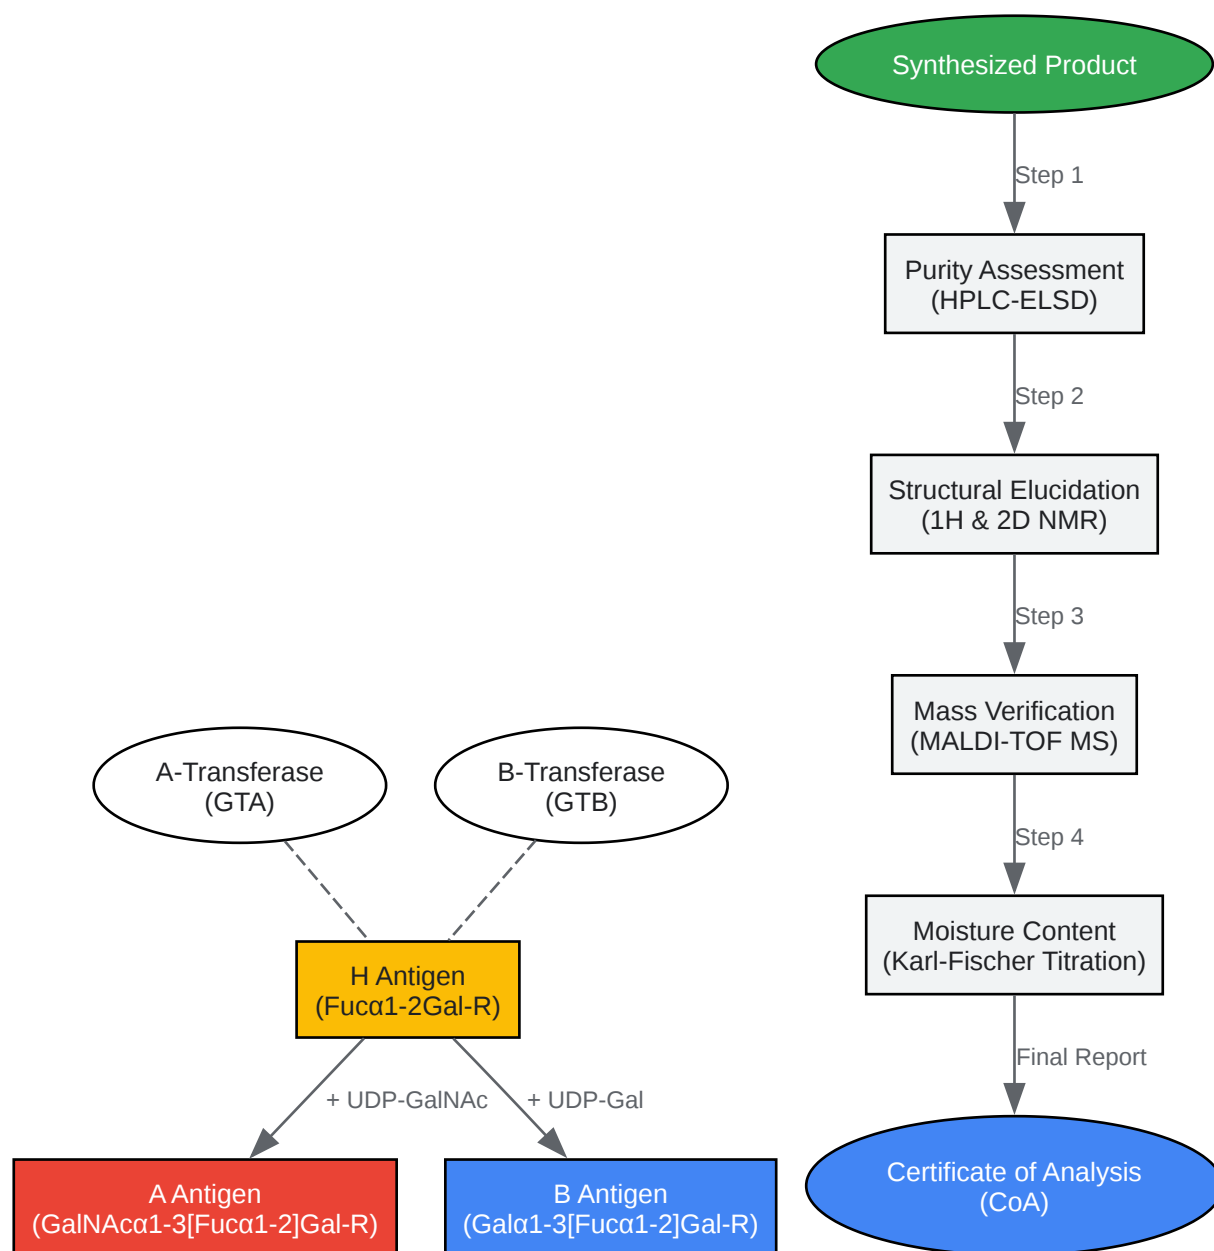 Synthesized Product
Step 1
Purity Assessment
(HPLC-ELSD)
Step 2
Structural Elucidation
(1H & 2D NMR)
Step 3
Mass Verification
(MALDI-TOF MS)
Step 4
Moisture Content
(Karl-Fischer Titration)
Final Report
Certificate of Analysis
(CoA)
A-Transferase
(GTA)
B-Transferase
(GTB)
H Antigen
(Fucα1-2Gal-R)
+ UDP-GalNAc
+ UDP-Gal
A Antigen
(GalNAcα1-3[Fucα1-2]Gal-R)
B Antigen
(Galα1-3[Fucα1-2]Gal-R)